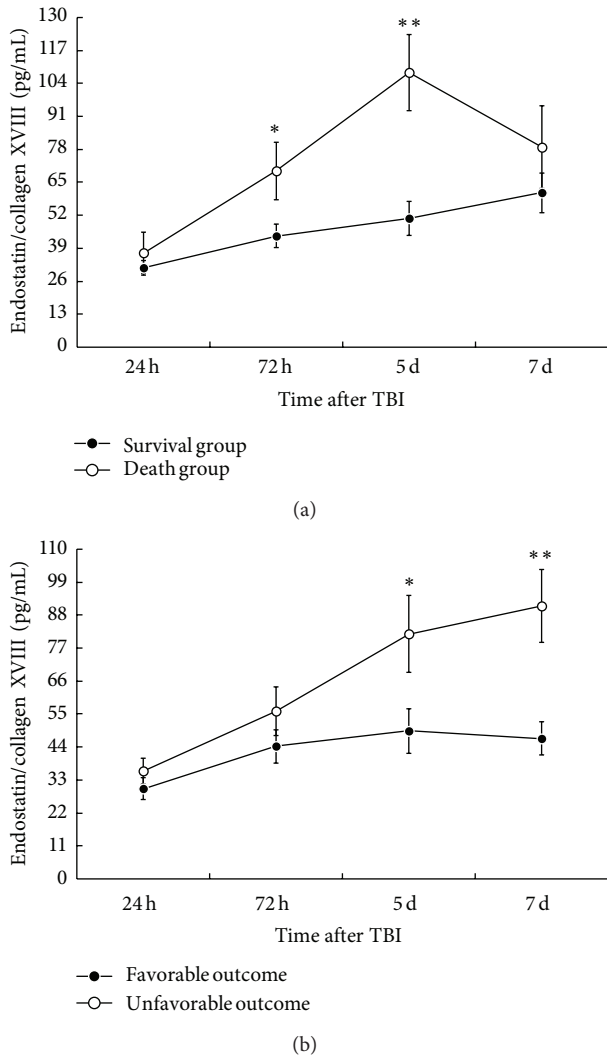 130
117
104
91
78
65
52
39
26
13
0
Endostatin/collagen XVIII (pg/mL)
*
**
24 h
72 h
5 d
7 d
Time after TBI
Survival group
Death group
(a)
110
99
88
77
66
55
44
33
22
11
0
Endostatin/collagen XVIII (pg/mL)
*
**
24 h
72 h
5 d
7 d
Time after TBI
Favorable outcome
Unfavorable outcome
(b)